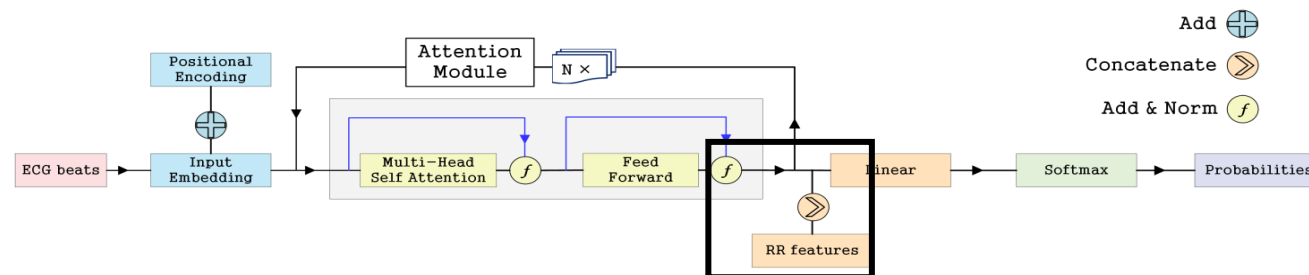 Add
Positional
Encoding
Attention
Module
N ×
Concatenate
Add & Norm
f
ECG beats
Input
Embedding
Multi-Head
Self Attention
f
Feed
Forward
f
Linear
Softmax
Probabilities
RR features